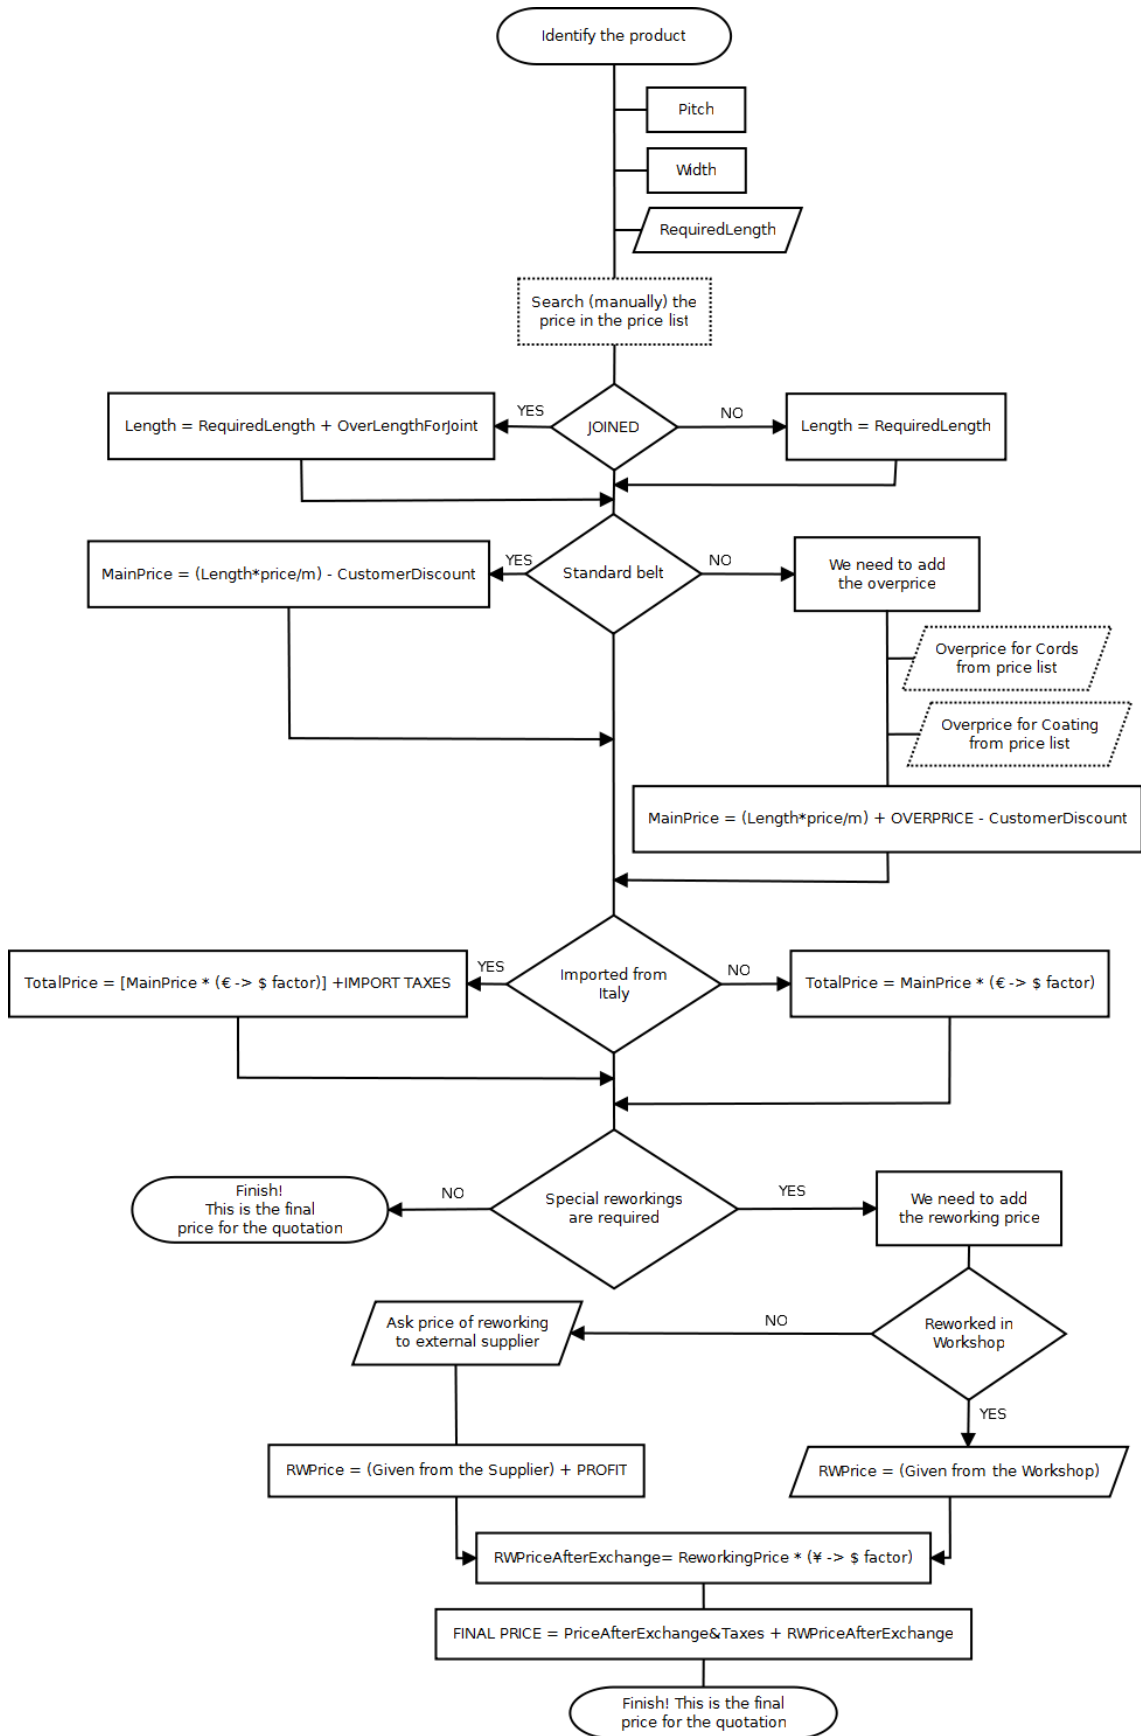 Identify the product
Pitch
Width
RequiredLength
Search (manually) the
price in the price list
YES
JOINED
NO
Length = RequiredLength + OverLengthForJoint
Length = RequiredLength
YES
Standard belt
NO
MainPrice = (Length*price/m) - CustomerDiscount
We need to add
the overprice
Overprice for Cords
from price list
Overprice for Coating
from price list
MainPrice = (Length*price/m) + OVERPRICE - CustomerDiscount
YES
Imported from
Italy
NO
TotalPrice = [MainPrice * (€ -> $ factor)] +IMPORT TAXES
TotalPrice = MainPrice * (€ -> $ factor)
Finish!
This is the final
price for the quotation
NO
Special reworkings
are required
YES
We need to add
the reworking price
Ask price of reworking
to external supplier
NO
Reworked in
Workshop
YES
RWPrice = (Given from the Supplier) + PROFIT
RWPrice = (Given from the Workshop)
RWPriceAfterExchange= ReworkingPrice * (¥ -> $ factor)
FINAL PRICE = PriceAfterExchange&Taxes + RWPriceAfterExchange
Finish! This is the final
price for the quotation